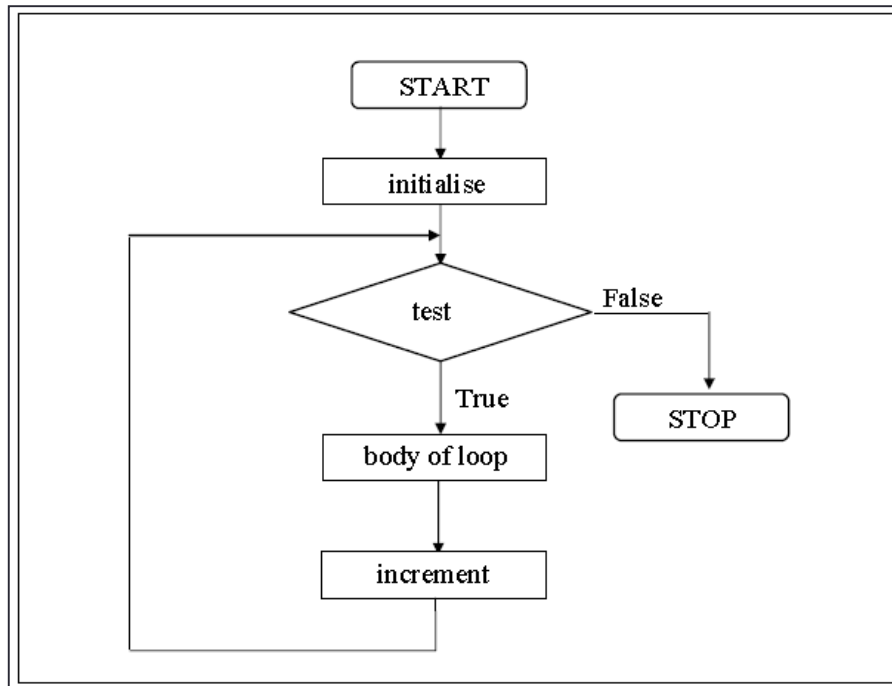 START
initialise
test
False
True
STOP
body of loop
increment